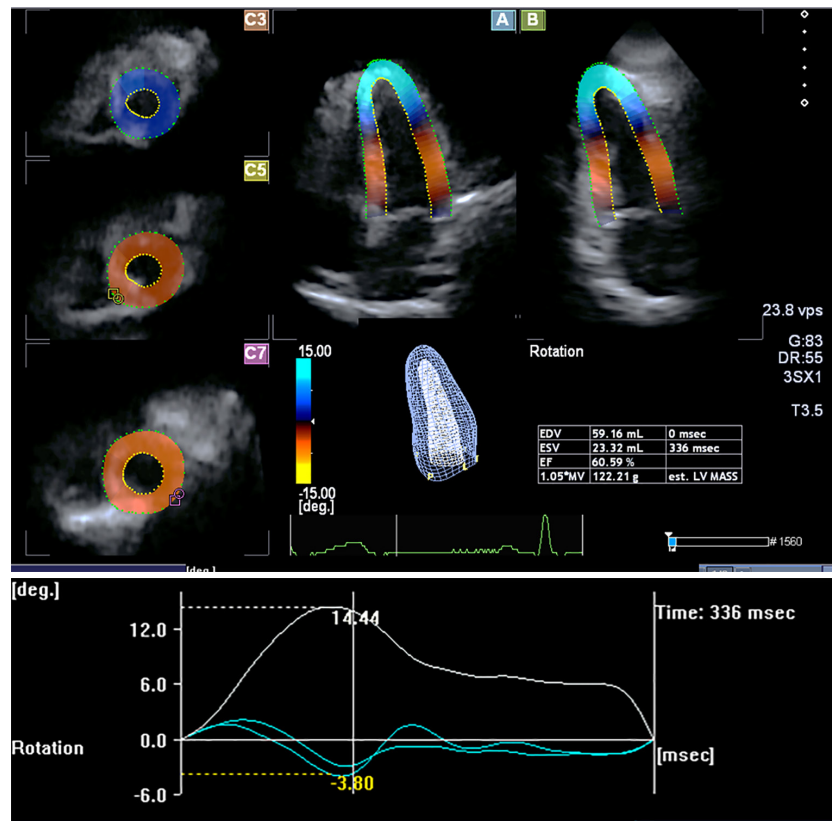 C3
A
B
C5
C7
15.00
-15.00
[deg.]
Rotation
P
L
23.8 vps
G:83
DR:55
3SX1
T3.5
EDV 59.16 mL 0 msec
ESV 23.32 mL 336 msec
EF 60.59 %
1.05*MV 122.21 g est. LV MASS
# 1560
[deg.]
[deg.]
12.0
6.0
0.0
-6.0
Rotation
14.44
-3.80
Time: 336 msec
[msec]